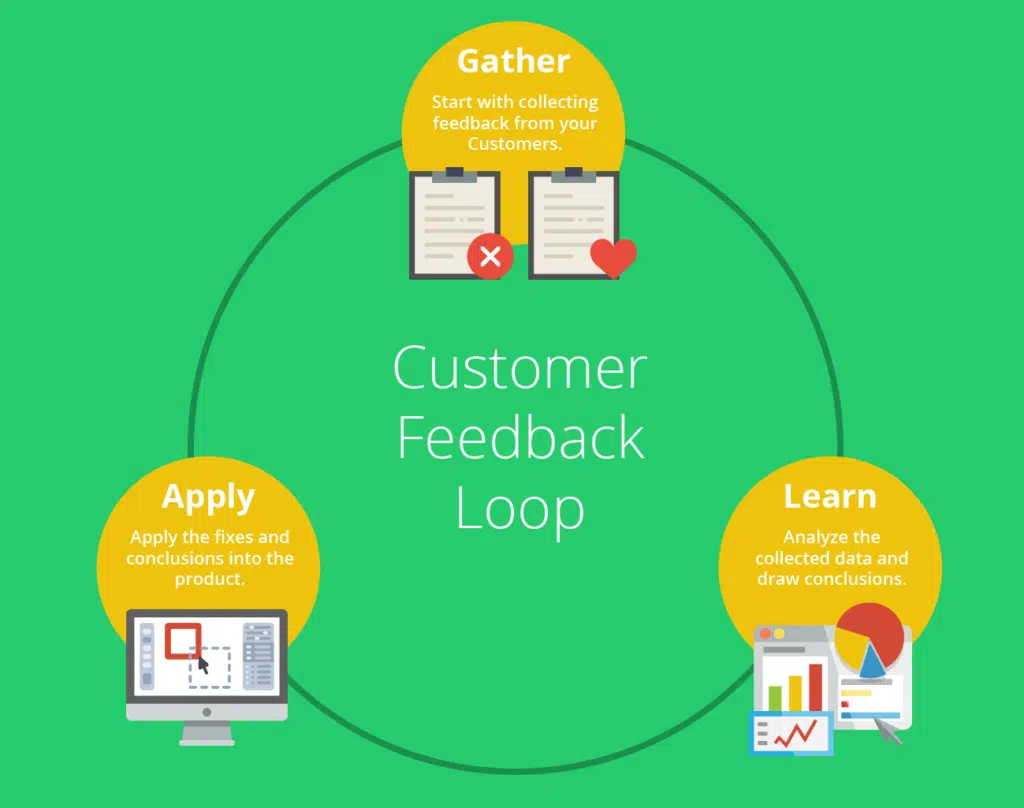 Gather
Start with collecting
feedback from your
Customers.
Customer
Feedback
Loop
Apply
Apply the fixes and
conclusions into the
product.
Learn
Analyze the
collected data and
draw conclusions.